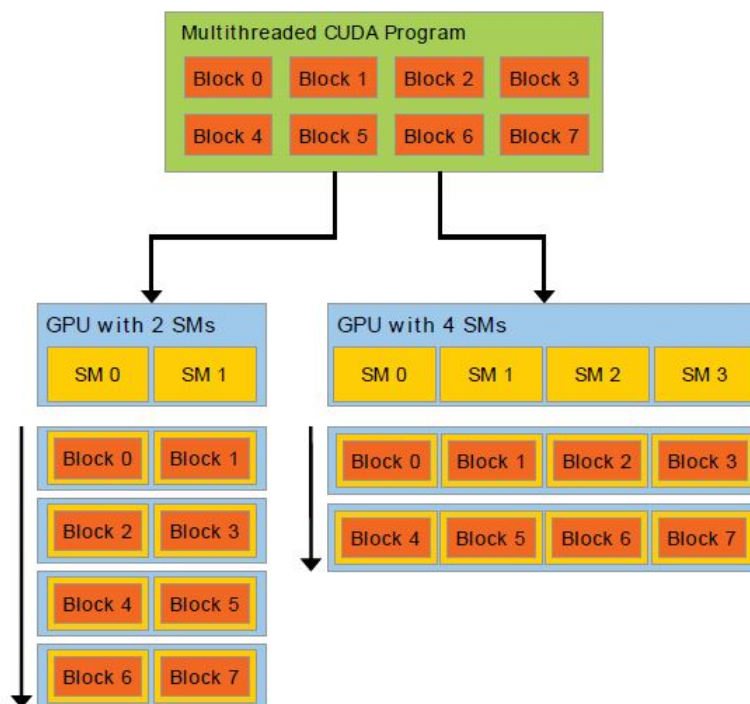 Multithreaded CUDA Program
Block 0 Block 1 Block 2 Block 3
Block 4 Block 5 Block 6 Block 7
GPU with 2 SMs
SM 0 SM 1
Block 0 Block 1
Block 2 Block 3
Block 4 Block 5
Block 6 Block 7
GPU with 4 SMs
SM 0 SM 1 SM 2 SM 3
Block 0 Block 1 Block 2 Block 3
Block 4 Block 5 Block 6 Block 7